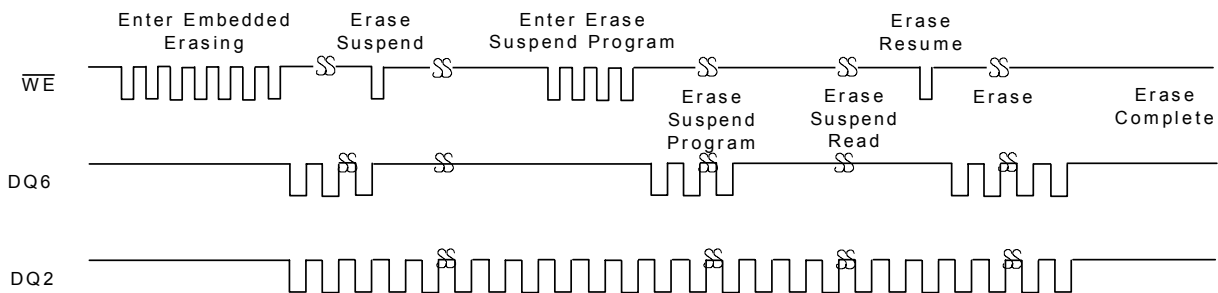 Enter Embedded
Erasing
Erase
Suspend
Enter Erase
Suspend Program
Erase
Resume
WE
Erase
Suspend
Program
Erase
Suspend
Read
Erase
Erase
Complete
DQ6
DQ2